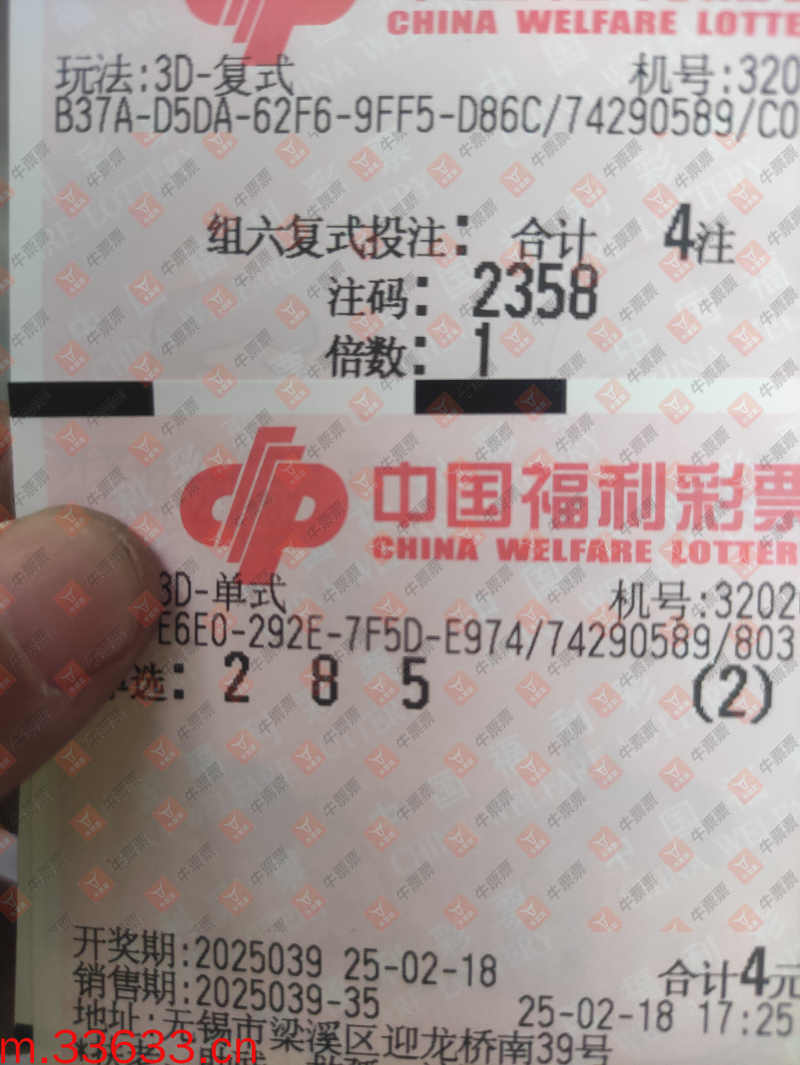 CHINA WELFARE LOTTE
玩法:3D-复式 机号:320
B37A-D5DA-62F6-9FF5-D86C/74290589/C0
组六复式投注: 合计 4注
注码: 2358
倍数: 1
中国福利彩票
CHINA WELFARE LOTTER
3D-单式 机号:3202
E6E0-292E-7F5D-E974/74290589/803
选: 2 8 5 (2)
开奖期:2025039 25-02-18 合计4元
销售期:2025039-35 25-02-18 17:25
地址:无锡市梁溪区迎龙桥南39号
m.33633.cn
牛票票